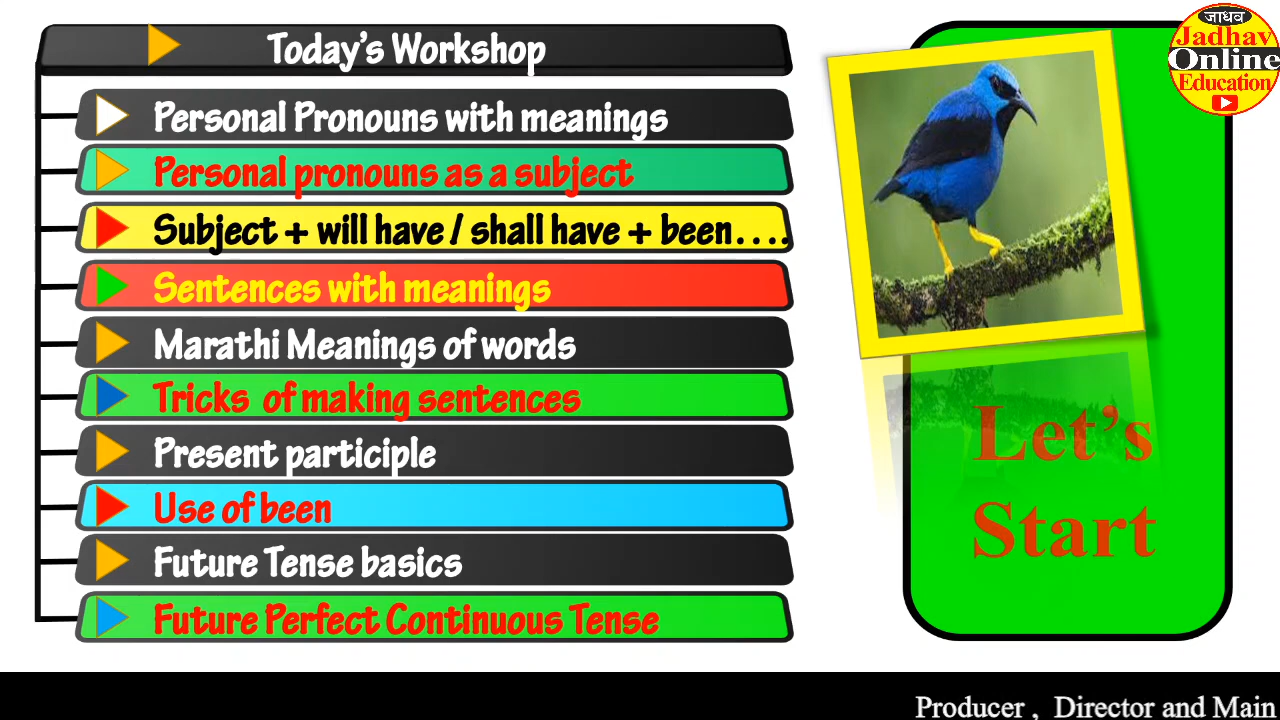 Today's Workshop
Personal Pronouns with meanings
Personal pronouns as a subject
Subject + will have / shall have + been....
Sentences with meanings
Marathi Meanings of words
Tricks of making sentences
Present participle
Use of been
Future Tense basics
Future Perfect Continuous Tense
जाधव
Jadhav
Online
Education
Let's
Start
Producer , Director and Main